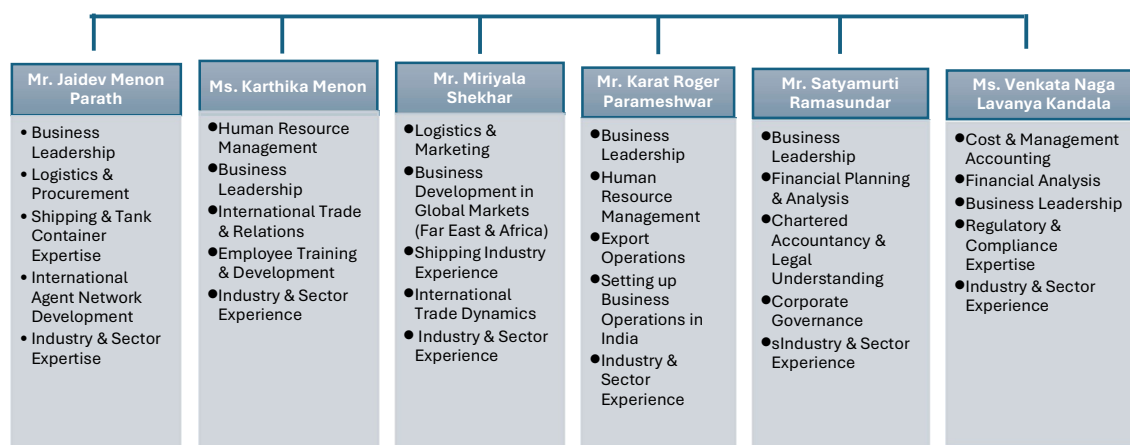 Mr. Jaidev Menon
Parath
• Business
Leadership
• Logistics &
Procurement
• Shipping & Tank
Container
Expertise
• International
Agent Network
Development
• Industry & Sector
Expertise
Ms. Karthika Menon
●Human Resource
Management
●Business
Leadership
●International Trade
& Relations
●Employee Training
& Development
●Industry & Sector
Experience
Mr. Miriyala
Shekhar
●Logistics &
Marketing
●Business
Development in
Global Markets
(Far East & Africa)
●Shipping Industry
Experience
●International
Trade Dynamics
● Industry & Sector
Experience
Mr. Karat Roger
Parameshwar
●Business
Leadership
●Human
Resource
Management
●Export
Operations
●Setting up
Business
Operations in
India
●Industry &
Sector
Experience
Mr. Satyamurti
Ramasundar
●Business
Leadership
●Financial Planning
& Analysis
●Chartered
Accountancy &
Legal
Understanding
●Corporate
Governance
●sIndustry & Sector
Experience
Ms. Venkata Naga
Lavanya Kandala
●Cost & Management
Accounting
●Financial Analysis
●Business Leadership
●Regulatory &
Compliance
Expertise
●Industry & Sector
Experience